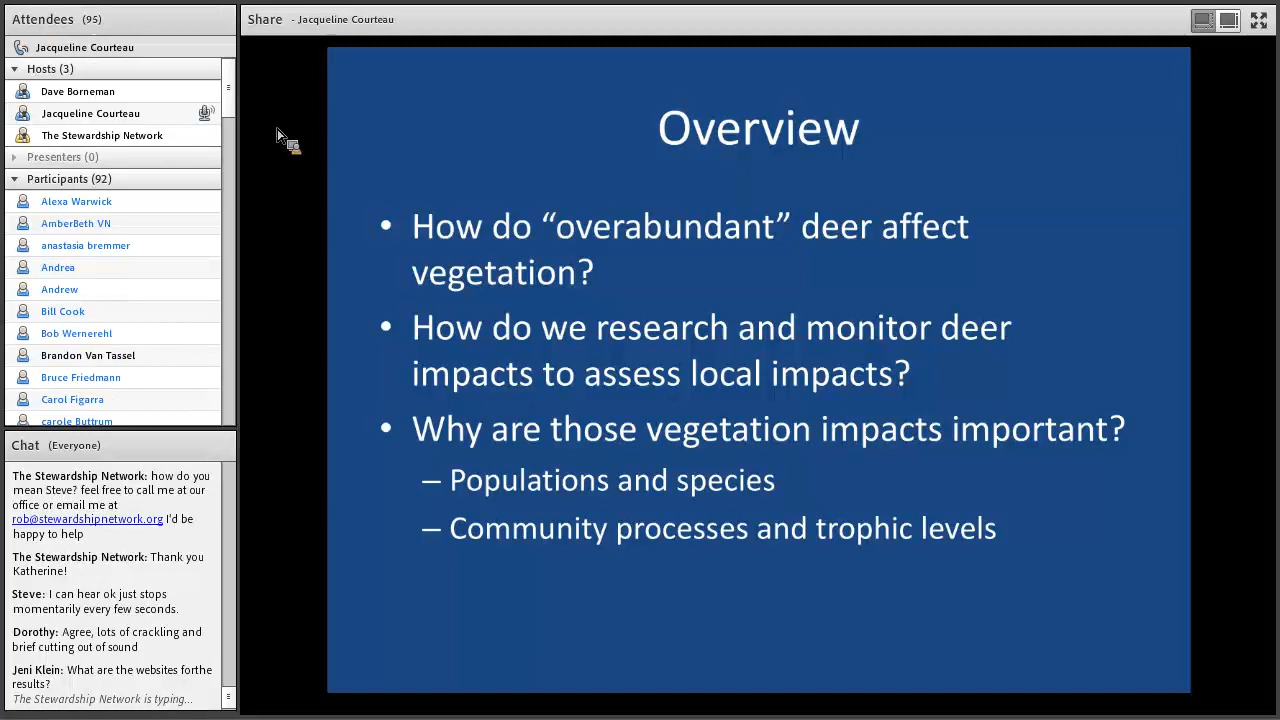 Attendees (95)
Jacqueline Courteau
Hosts (3)
Dave Borneman
Jacqueline Courteau
The Stewardship Network
Presenters (0)
Participants (92)
Alexa Warwick
AmberBeth VN
anastasia bremmer
Andrea
Andrew
Bill Cook
Bob Wernerehl
Brandon Van Tassel
Bruce Friedmann
Carol Figarra
carole Buttrum
Chat (Everyone)
The Stewardship Network: how do you
mean Steve? feel free to call me at our
office or email me at
rob@stewardshipnetwork.org I'd be
happy to help
The Stewardship Network: Thank you
Katherine!
Steve: I can hear ok just stops
momentarily every few seconds.
Dorothy: Agree, lots of crackling and
brief cutting out of sound
Jeni Klein: What are the websites forthe
results?
The Stewardship Network is typing...
Share - Jacqueline Courteau
Overview
• How do “overabundant” deer affect
vegetation?
• How do we research and monitor deer
impacts to assess local impacts?
• Why are those vegetation impacts important?
– Populations and species
– Community processes and trophic levels